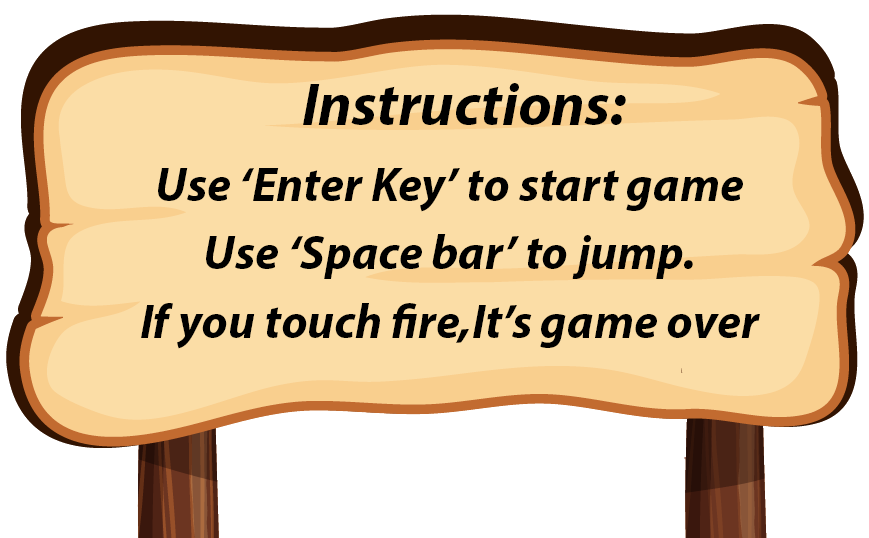 Instructions:
Use ‘Enter Key’ to start game
Use ‘Space bar’ to jump.
If you touch fire,It’s game over